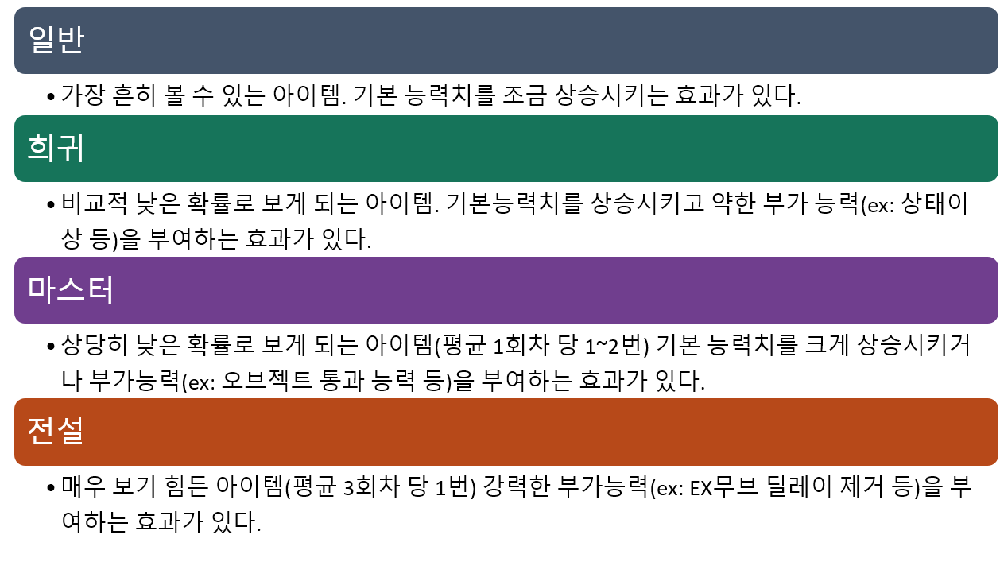 일반
• 가장 흔히 볼 수 있는 아이템. 기본 능력치를 조금 상승시키는 효과가 있다.
희귀
• 비교적 낮은 확률로 보게 되는 아이템. 기본능력치를 상승시키고 약한 부가 능력(ex: 상태이
상 등)을 부여하는 효과가 있다.
마스터
• 상당히 낮은 확률로 보게 되는 아이템(평균 1회차 당 1~2번) 기본 능력치를 크게 상승시키거
나 부가능력(ex: 오브젝트 통과 능력 등)을 부여하는 효과가 있다.
전설
• 매우 보기 힘든 아이템(평균 3회차 당 1번) 강력한 부가능력(ex: EX무브 딜레이 제거 등)을 부
여하는 효과가 있다.